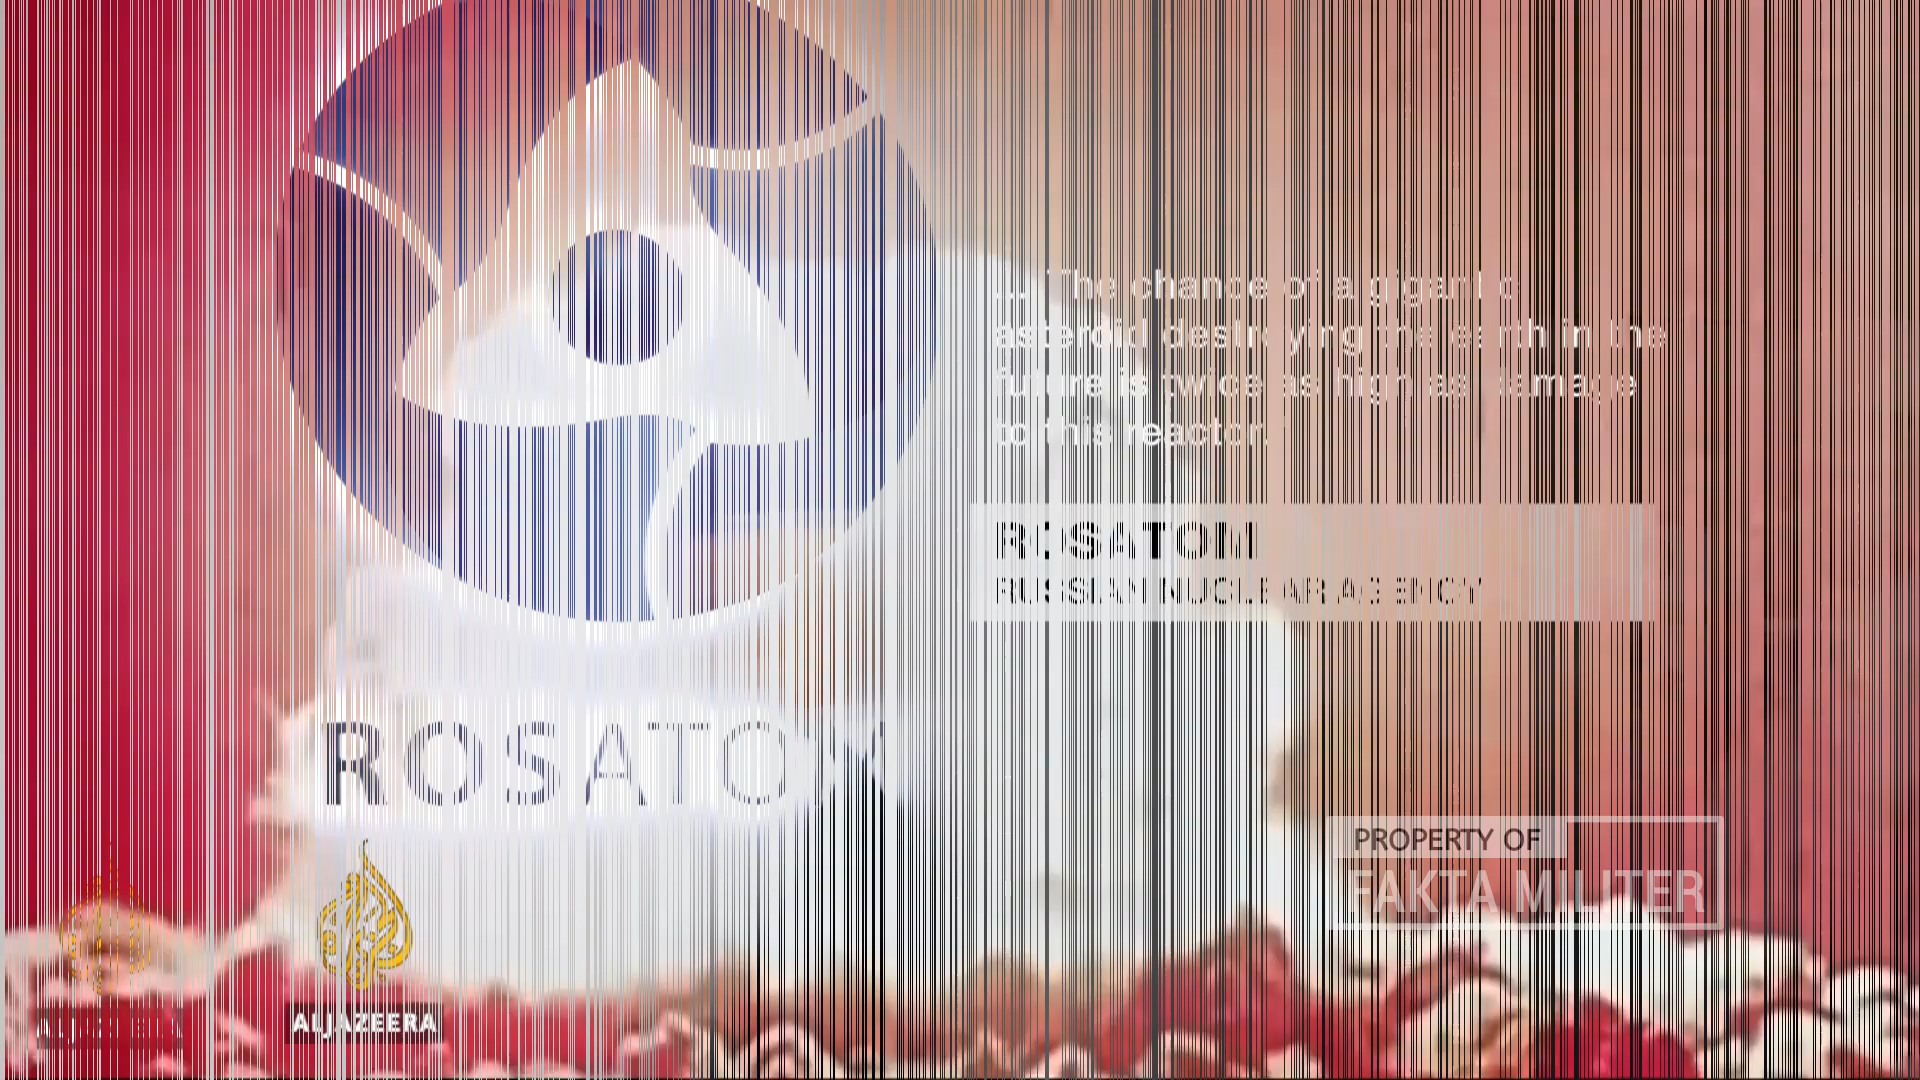 ... The chance of a gigantic
asteroid destroying the earth in the
future is twice as high as damage
to this reactor.
ROSATOM
RUSSIAN NUCLEAR AGENCY
ROSATOM
PROPERTY OF
FAKTA MILITER
ALJAZEERA
ALJAZEERA